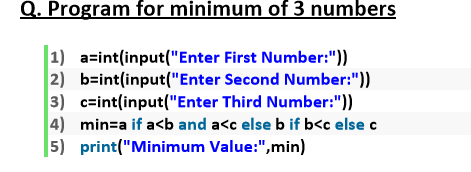 Q. Program for minimum of 3 numbers
1) a=int(input("Enter First Number:"))
2) b=int(input("Enter Second Number:"))
3) c=int(input("Enter Third Number:"))
4) min=a if a<b and a<c else b if b<c else c
5) print("Minimum Value:",min)